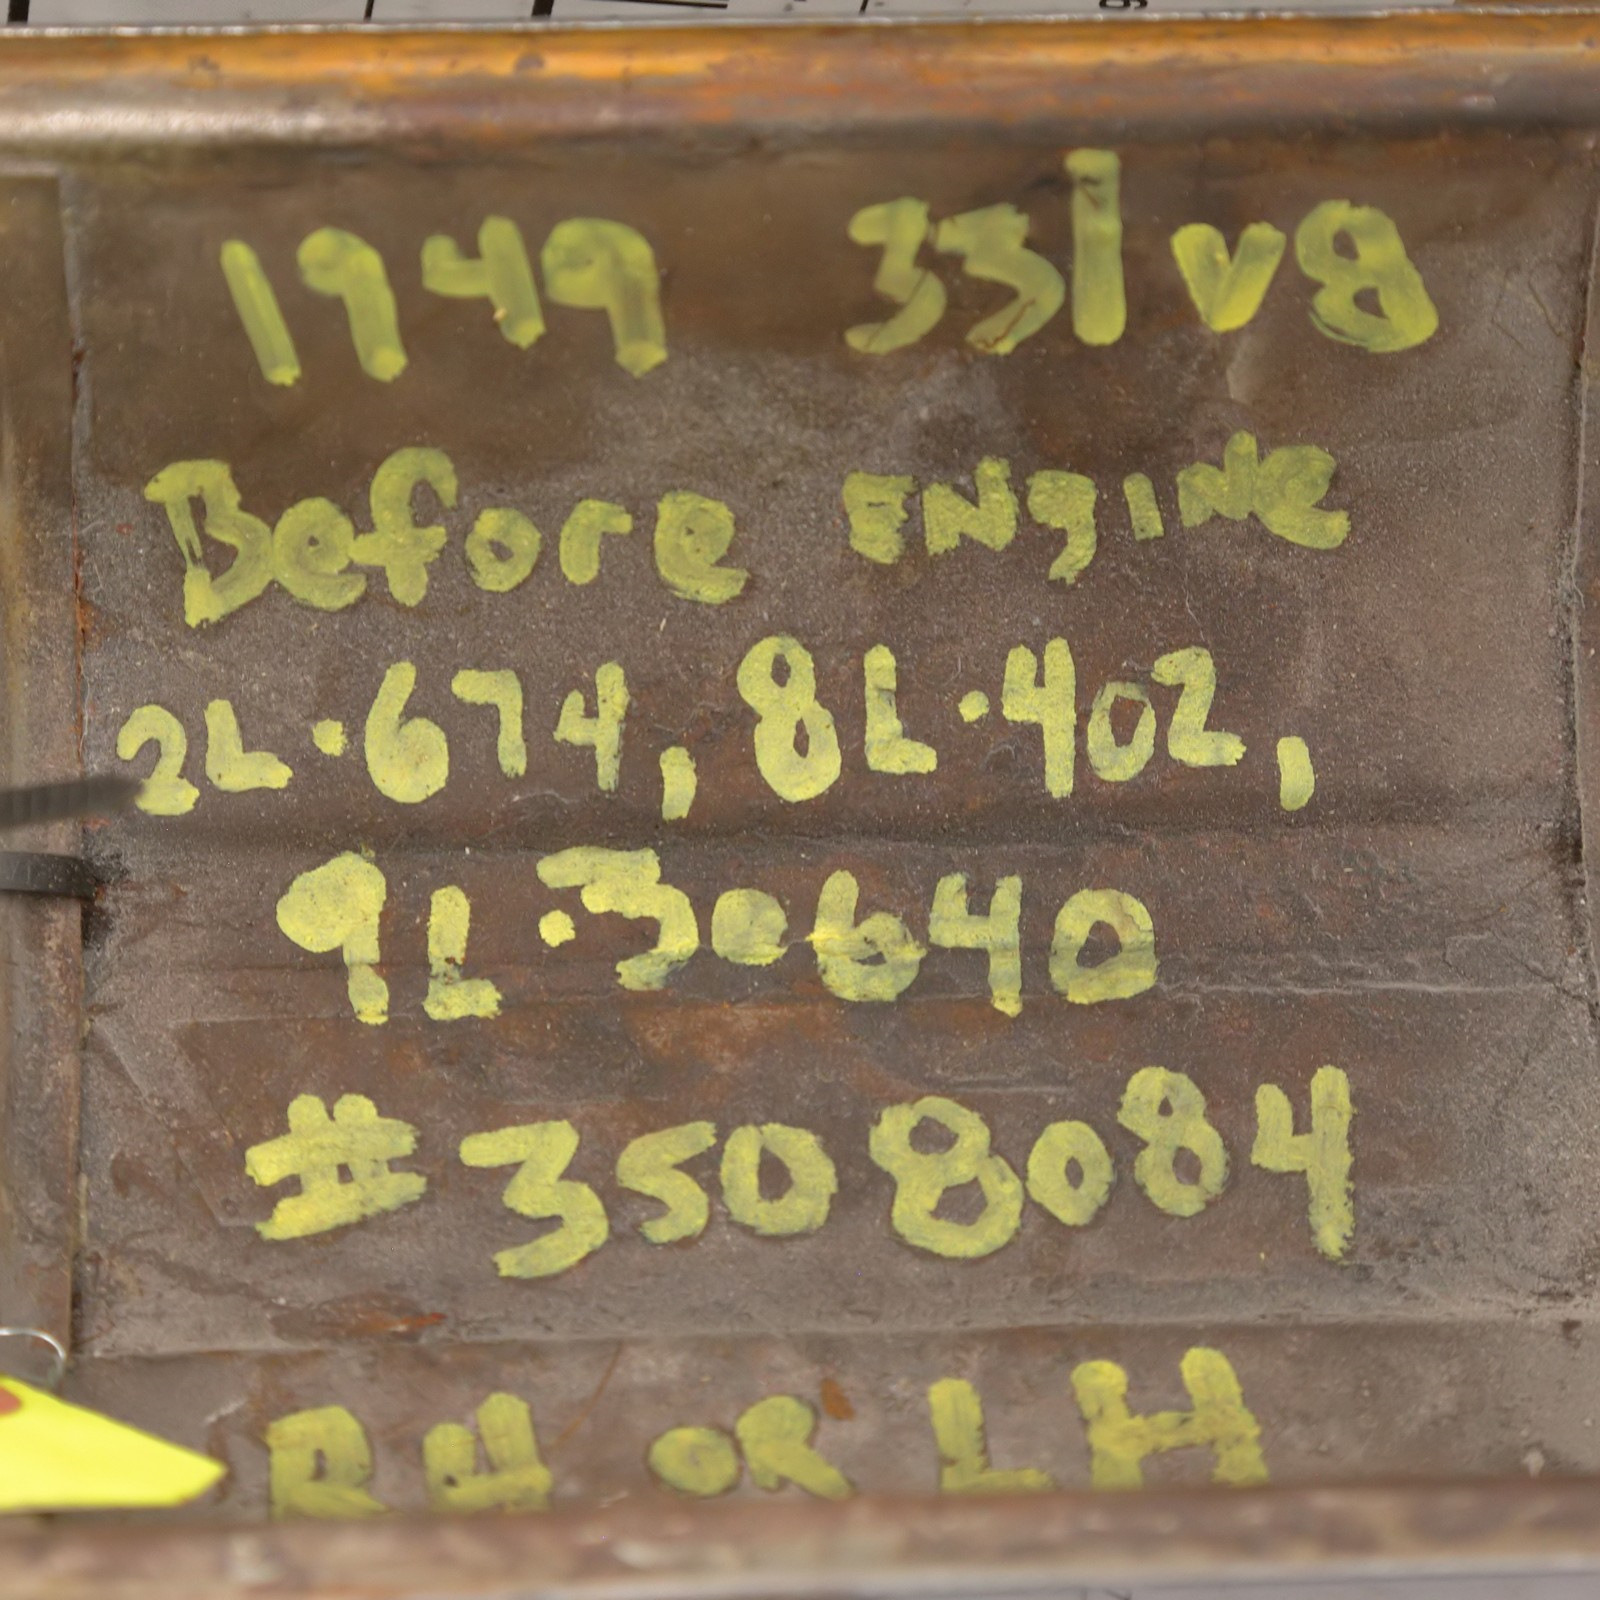 1949 331 V8
Before ENgiNe
2L·674, 8L·402,
9L·30640
#3508084
RH OR LH